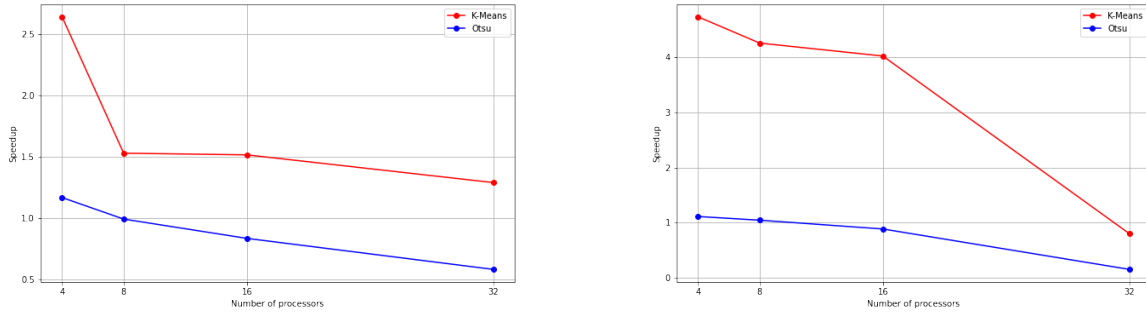 K-Means
Otsu
2.5
2.0
1.5
1.0
0.5
Speedup
4
8
16
32
Number of processors
K-Means
Otsu
4
3
2
1
0
Speedup
4
8
16
32
Number of processors